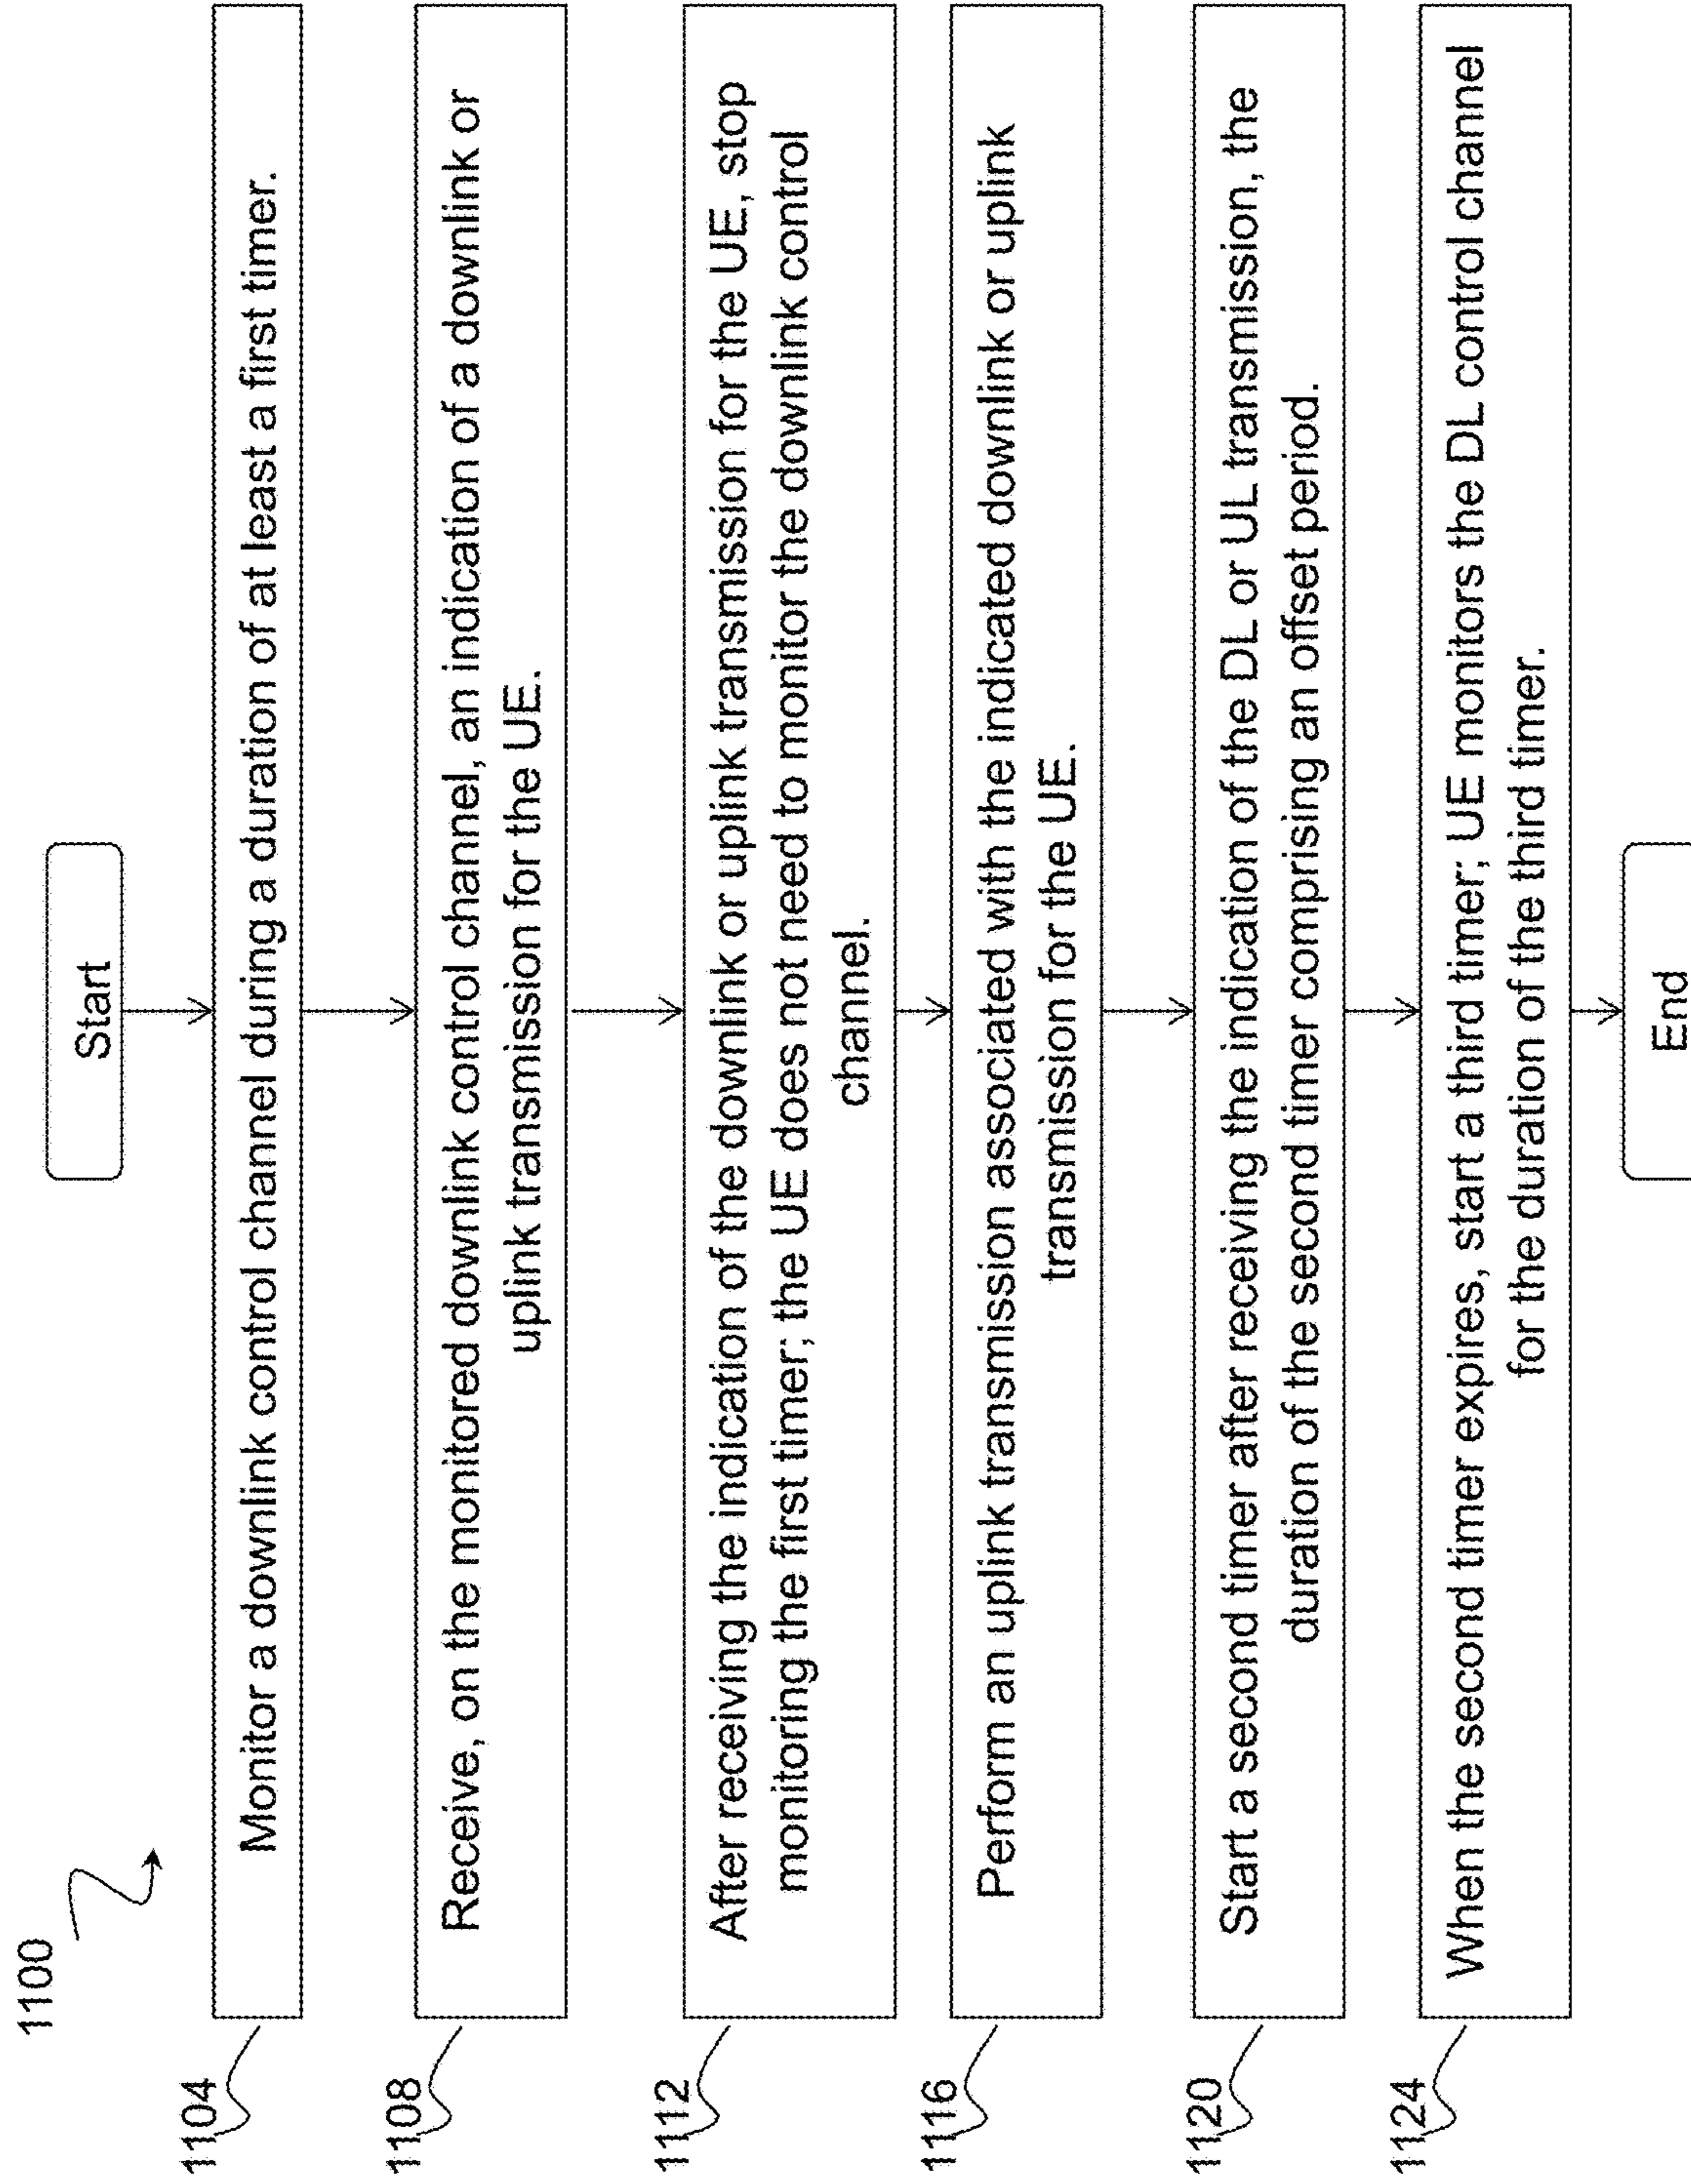 1100
Start
1104
Monitor a downlink control channel during a duration of at least a first timer.
1108
Receive, on the monitored downlink control channel, an indication of a downlink or
uplink transmission for the UE.
1112
After receiving the indication of the downlink or uplink transmission for the UE, stop
monitoring the first timer; the UE does not need to monitor the downlink control
channel.
1116
Perform an uplink transmission associated with the indicated downlink or uplink
transmission for the UE.
1120
Start a second timer after receiving the indication of the DL or UL transmission, the
duration of the second timer comprising an offset period.
1124
When the second timer expires, start a third timer; UE monitors the DL control channel
for the duration of the third timer.
End